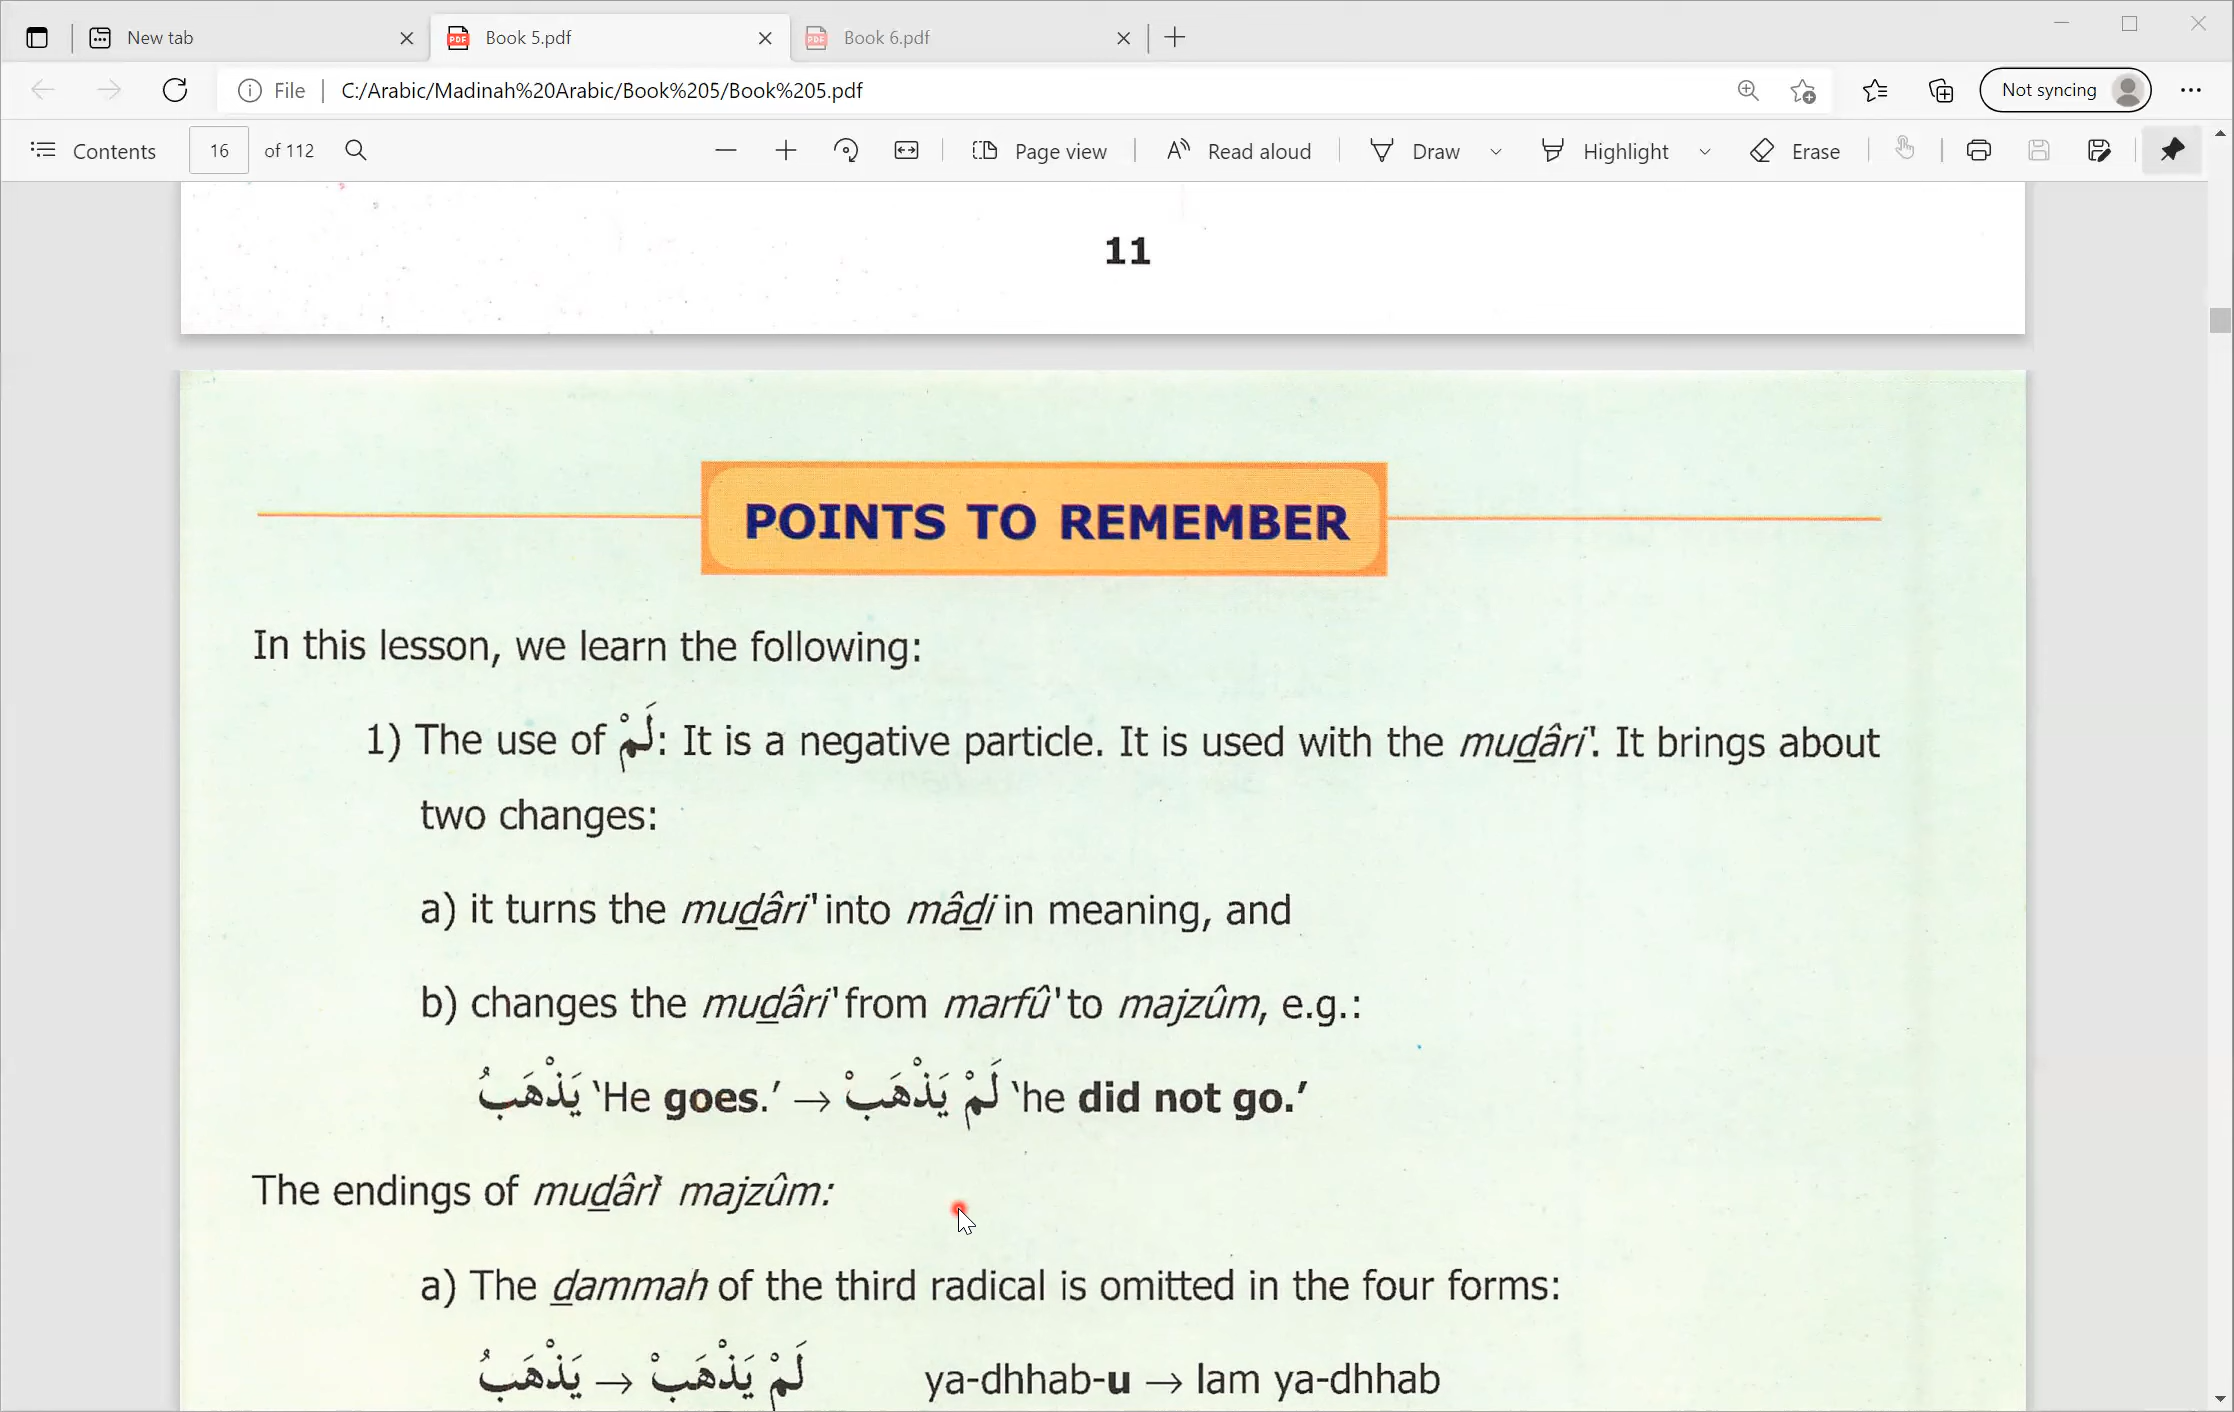 New tab
Book 5.pdf
Book 6.pdf
File
C:/Arabic/Madinah%20Arabic/Book%205/Book%205.pdf
Not syncing
Contents
16
of 112
Page view
Read aloud
Draw
Highlight
Erase
11
POINTS TO REMEMBER
In this lesson, we learn the following:
1) The use of لَمْ: It is a negative particle. It is used with the mudâri'. It brings about
two changes:
a) it turns the mudâri' into mâdi in meaning, and
b) changes the mudâri' from marfû' to majzûm, e.g.:
يَذْهَبُ ‘He goes.’ → لَمْ يَذْهَبْ ‘he did not go.’
The endings of mudâri' majzûm:
a) The dammah of the third radical is omitted in the four forms:
يَذْهَبُ → لَمْ يَذْهَبْ ya-dhhab-u → lam ya-dhhab